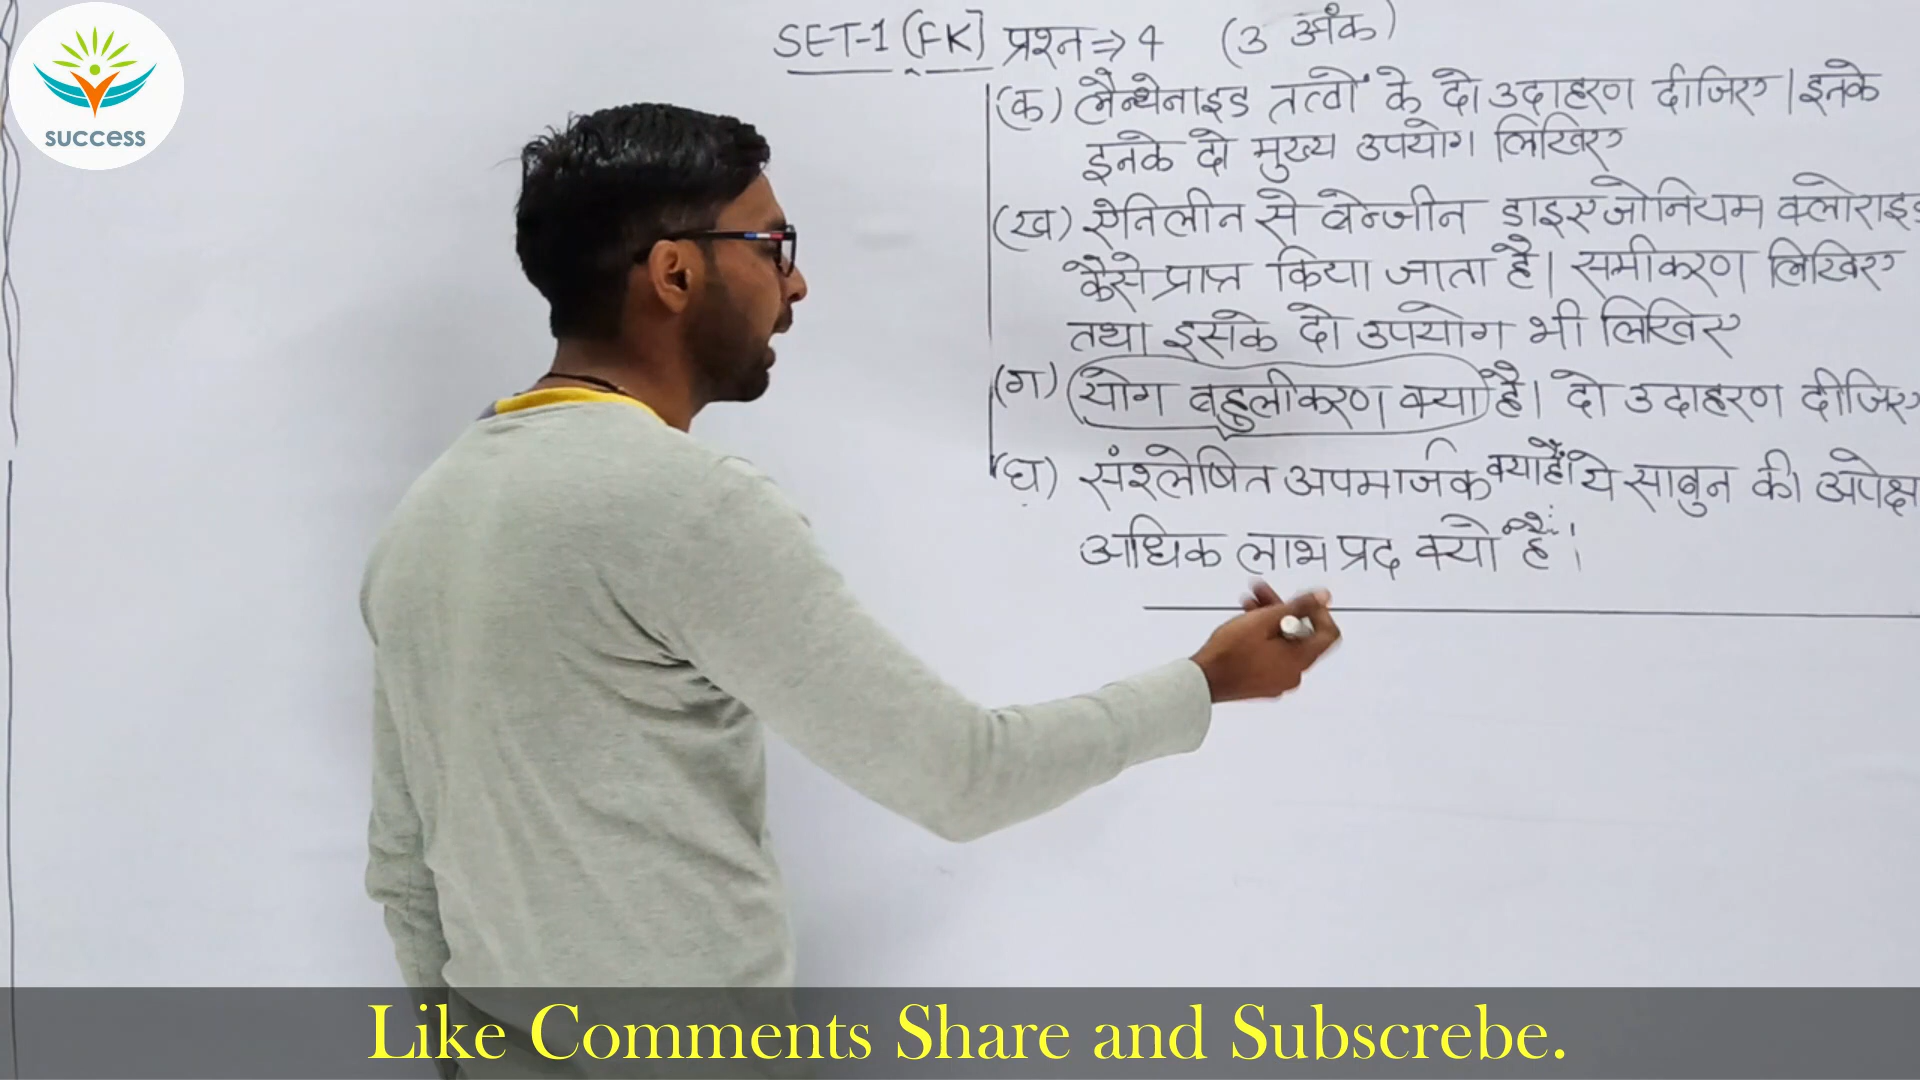 success
SET-1 (FK] प्रश्न ⇒ 4 (3 अंक)
(क) लैन्थेनाइड तत्वों के दो उदाहरण दीजिए। इनके
इनके दो मुख्य उपयोग लिखिए
(ख) ऐनिलीन से बेन्जीन डाइएजोनियम क्लोराइड
कैसे प्राप्त किया जाता है। समीकरण लिखिए
तथा इसके दो उपयोग भी लिखिए
(ग) योग बहुलीकरण क्या है। दो उदाहरण दीजिए
(घ) संश्लेषित अपमार्जक क्या हैं। ये साबुन की अपेक्ष
अधिक लाभ प्रद क्यों हैं।
Like Comments Share and Subscrebe.